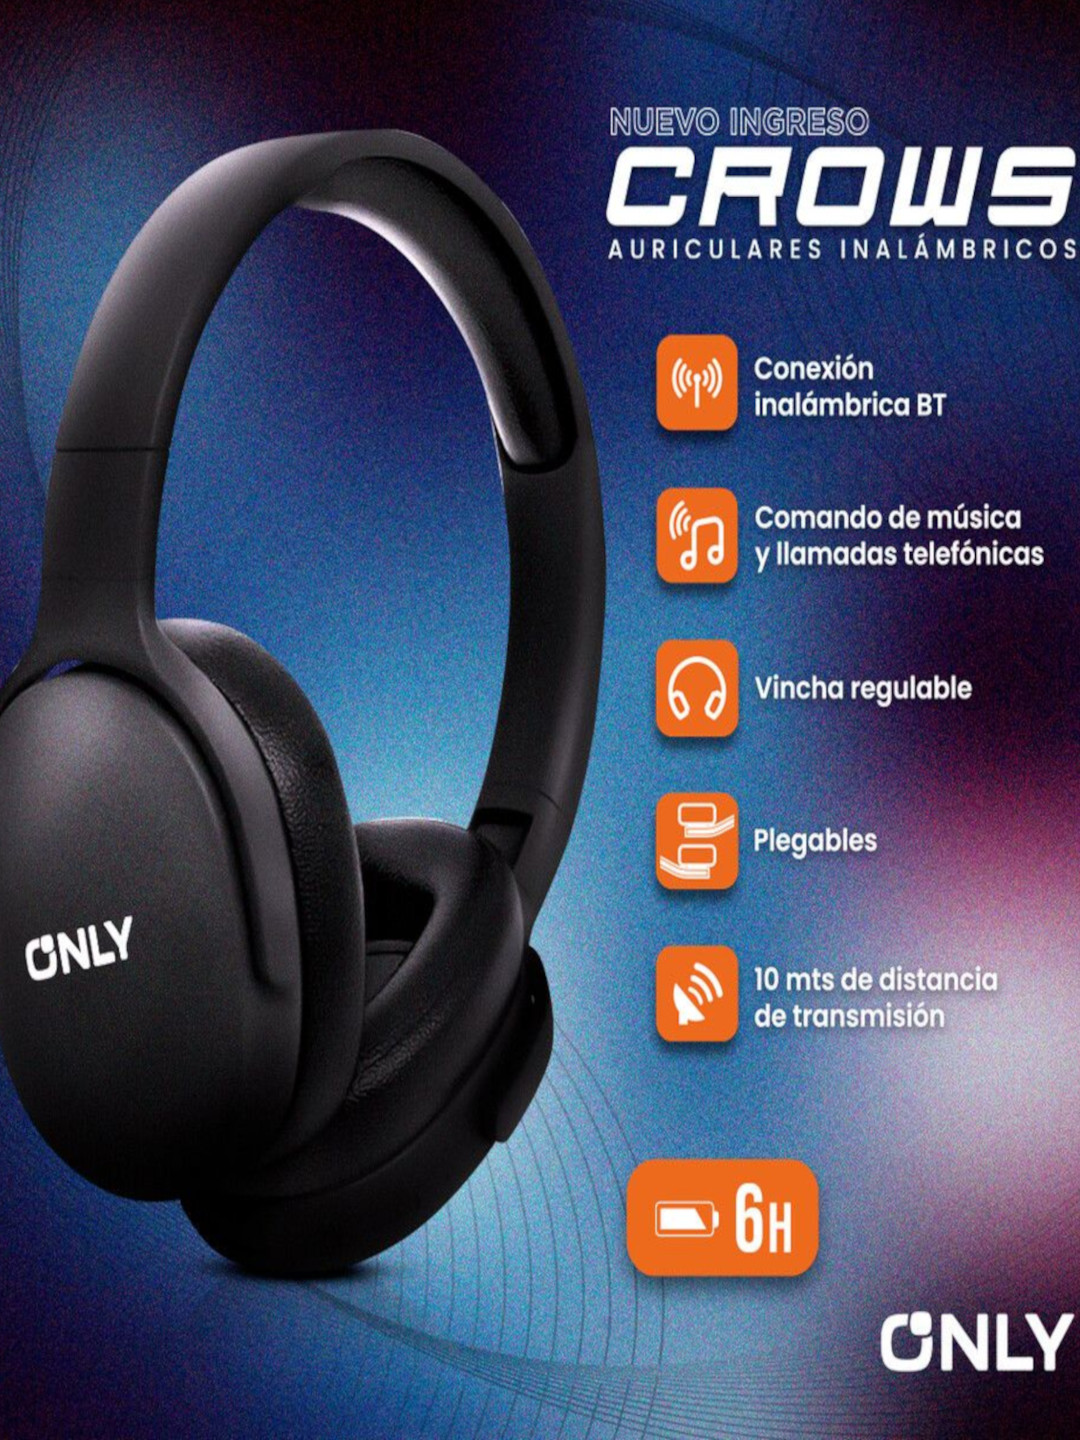 NUEVO INGRESO
CROWS
AURICULARES INALÁMBRICOS
Conexión
inalámbrica BT
Comando de música
y llamadas telefónicas
Vincha regulable
Plegables
ONLY
10 mts de distancia
de transmisión
6H
ONLY